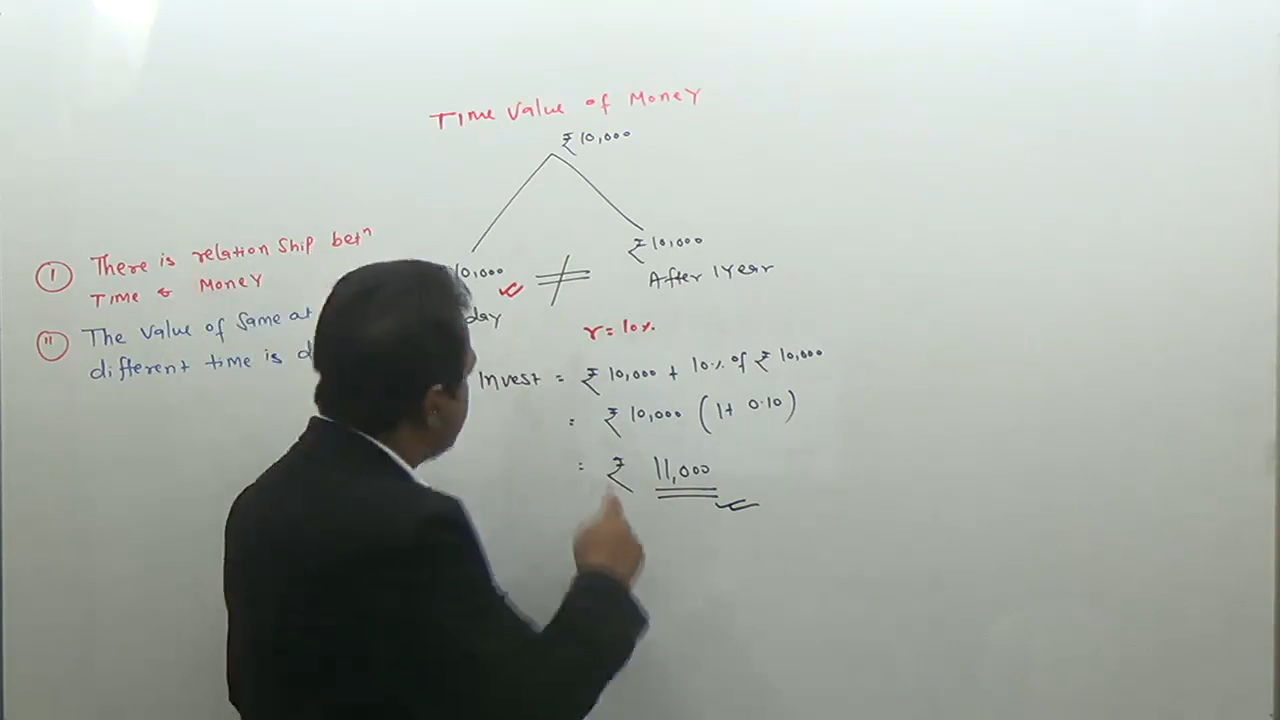 Time Value of Money
₹10,000
10,000 ≠ ₹10,000
day After 1 Year
I There is relation Ship betⁿ
Time & Money
II The Value of Same at
different time is
r = 10%
Invest = ₹10,000 + 10% of ₹10,000
= ₹10,000 (1+ 0.10)
= ₹ 11,000